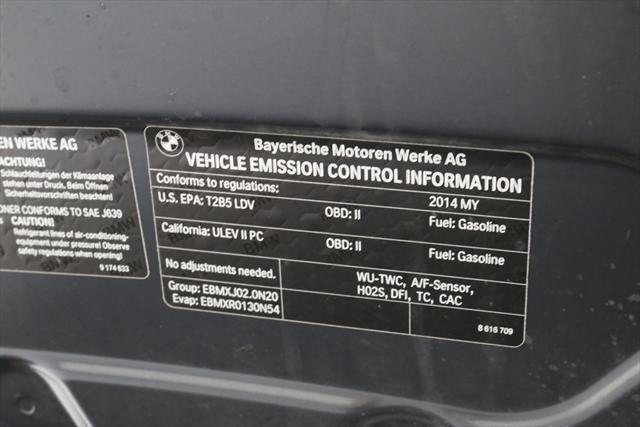 EN WERKE AG
ACHTUNG!
Schlauchleitungen der Klimaanlage
stehen unter Druck. Beim Öffnen
Sicherheitsvorschriften beachten!
ONER CONFORMS TO SAE J639
CAUTION!
Refrigerant lines of air-conditioning-
equipment under pressure! Obey
safety regulations when opening!
9 174 633
BMW
Bayerische Motoren Werke AG
VEHICLE EMISSION CONTROL INFORMATION
Conforms to regulations: 2014 MY
U.S. EPA: T2B5 LDV OBD: II Fuel: Gasoline
California: ULEV II PC OBD: II Fuel: Gasoline
No adjustments needed.
WU-TWC, A/F-Sensor,
HO2S, DFI, TC, CAC
Group: EBMXJ02.0N20
Evap: EBMXR0130N54
8 616 709